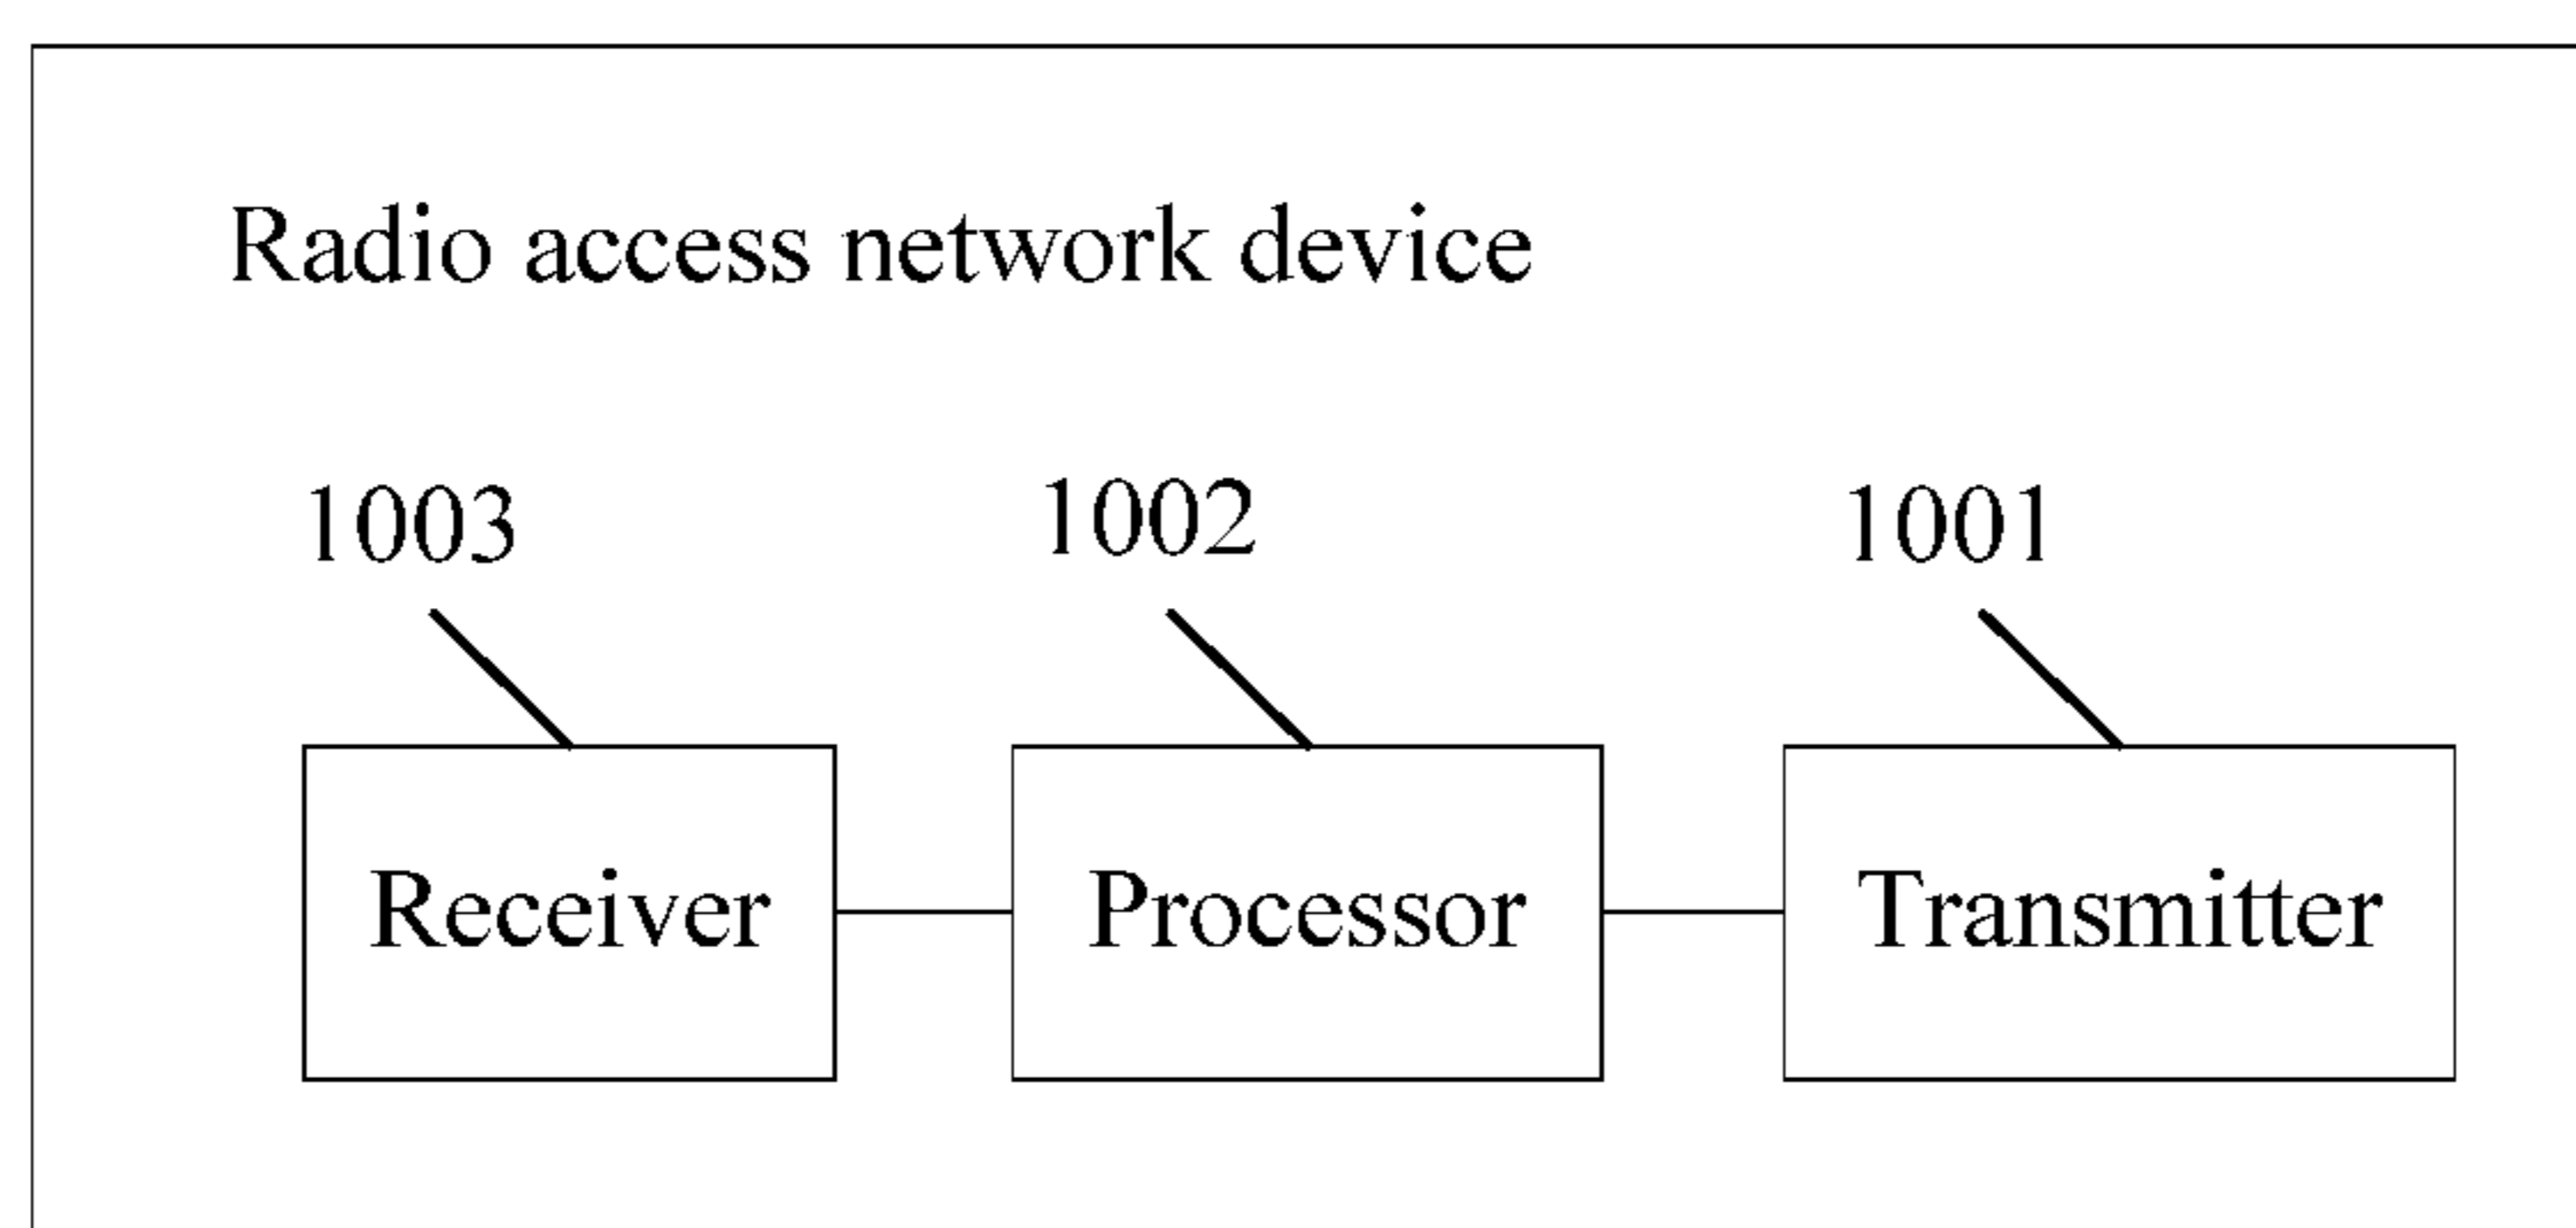 Radio access network device
1003 1002 1001
Receiver Processor Transmitter